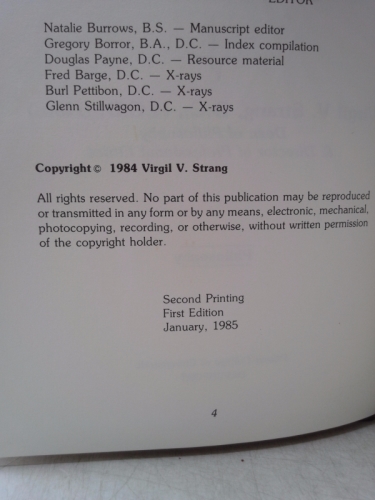 EDITOR
Natalie Burrows, B.S. — Manuscript editor
Gregory Borror, B.A., D.C. — Index compilation
Douglas Payne, D.C. — Resource material
Fred Barge, D.C. — X-rays
Burl Pettibon, D.C. — X-rays
Glenn Stillwagon, D.C. — X-rays
Copyright © 1984 Virgil V. Strang
All rights reserved. No part of this publication may be reproduced
or transmitted in any form or by any means, electronic, mechanical,
photocopying, recording, or otherwise, without written permission
of the copyright holder.
Second Printing
First Edition
January, 1985
4